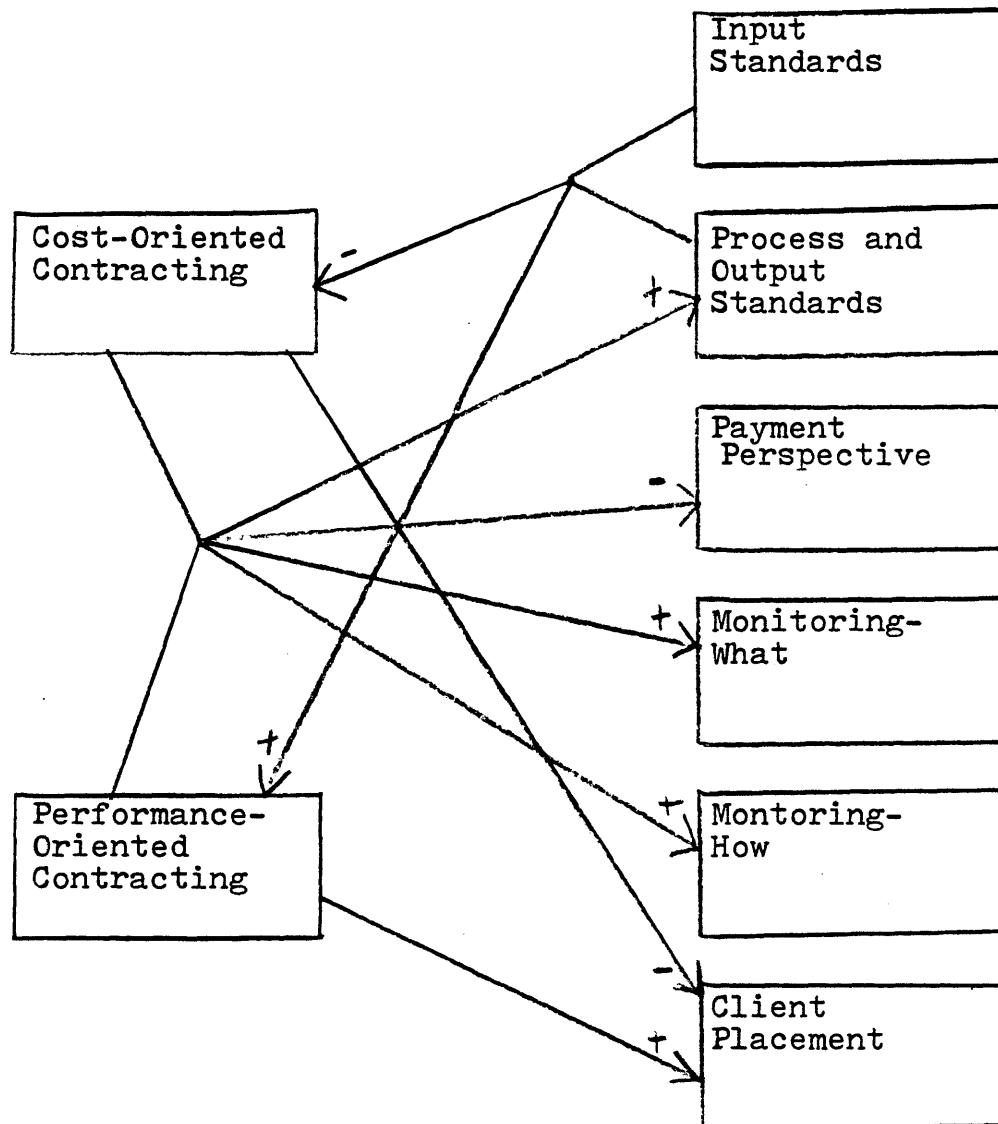 Input
Standards
Cost-Oriented
Contracting
-
Process and
Output
Standards
+
Payment
Perspective
-
Monitoring-
What
+
+
Performance-
Oriented
Contracting
Montoring-
How
+
-
Client
Placement
+